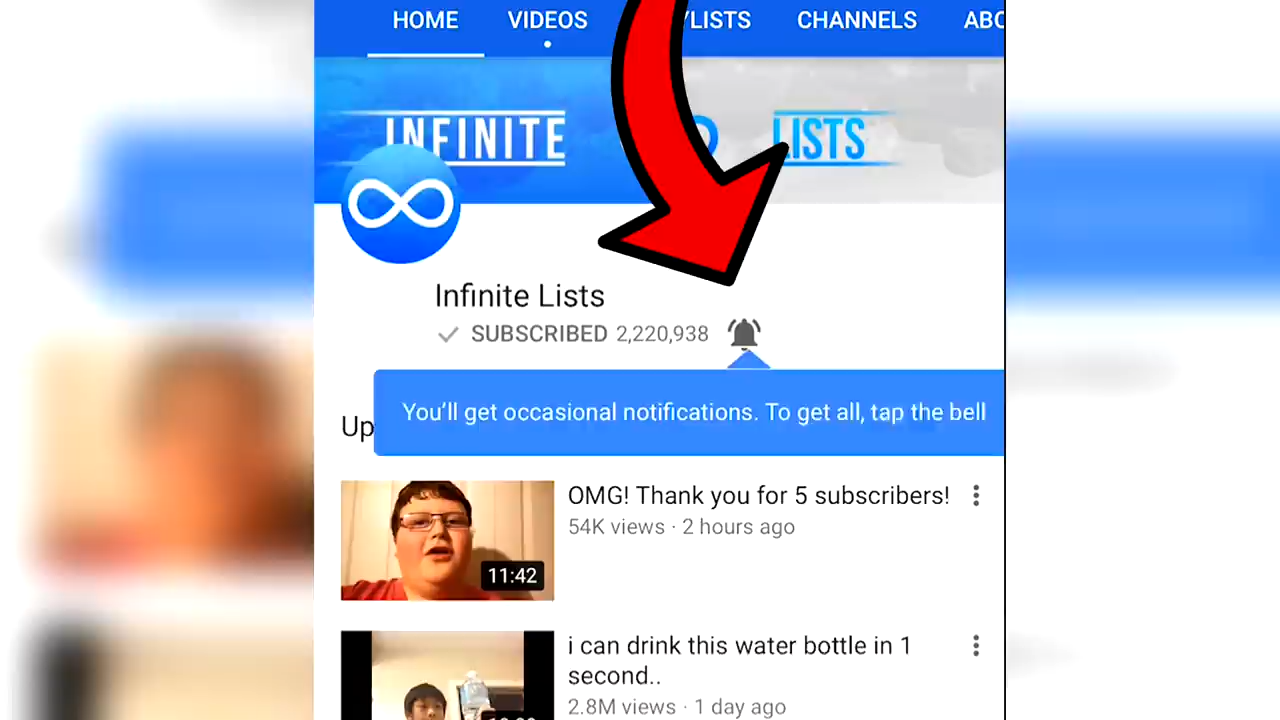 HOME VIDEOS LISTS CHANNELS
INFINITE LISTS
Infinite Lists
SUBSCRIBED 2,220,938
You'll get occasional notifications. To get all, tap the bell
Up
OMG! Thank you for 5 subscribers!
54K views · 2 hours ago
11:42
i can drink this water bottle in 1
second..
2.8M views · 1 day ago